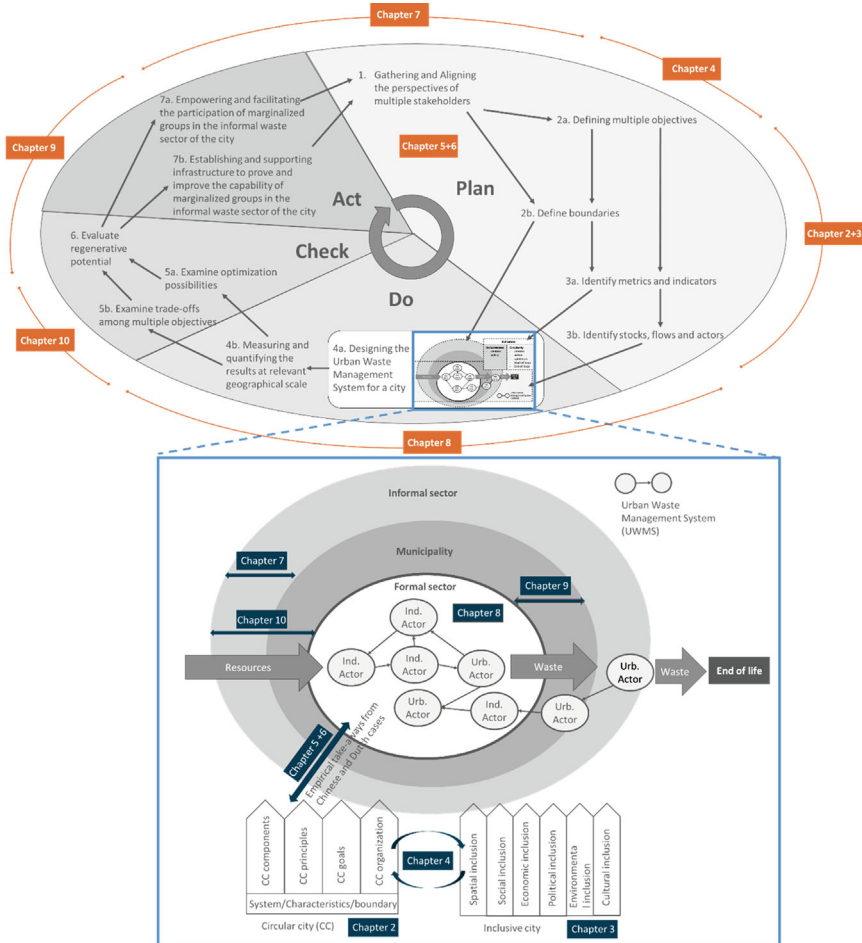 Chapter 7
Chapter 4
1. Gathering and Aligning
the perspectives of
multiple stakeholders
7a. Empowering and facilitating
the participation of marginalized
groups in the informal waste
sector of the city
2a. Defining multiple objectives
Chapter 9
Chapter 5+6
7b. Establishing and supporting
infrastructure to prove and
improve the capability of
marginalized groups in the
informal waste sector of the city
Act
Plan
2b. Define boundaries
Chapter 2+3
6. Evaluate
regenerative
potential
Check
5a. Examine optimization
possibilities
3a. Identify metrics and indicators
Do
5b. Examine trade-offs
among multiple objectives
Chapter 10
3b. Identify stocks, flows and actors
4b. Measuring and
quantifying the
results at relevant
geographical scale
4a. Designing the
Urban Waste
Management
System for a city
Chapter 8
Informal sector
Urban Waste
Management System
(UWMS)
Municipality
Chapter 7
Formal sector
Chapter 9
Chapter 10
Chapter 8
Ind.
Actor
Resources
Ind.
Actor
Ind.
Actor
Urb.
Actor
Waste
Urb.
Actor
Waste
End of life
Urb.
Actor
Ind.
Actor
Urb.
Actor
Chapter 5 +6
Empirical take-aways from
Chinese and Dutch cases
CC components
CC principles
CC goals
CC organization
Chapter 4
Spatial inclusion
Social inclusion
Economic inclusion
Political inclusion
Environmenta
l inclusion
Cultural inclusion
System/Characteristics/boundary
Circular city (CC)
Chapter 2
Inclusive city
Chapter 3